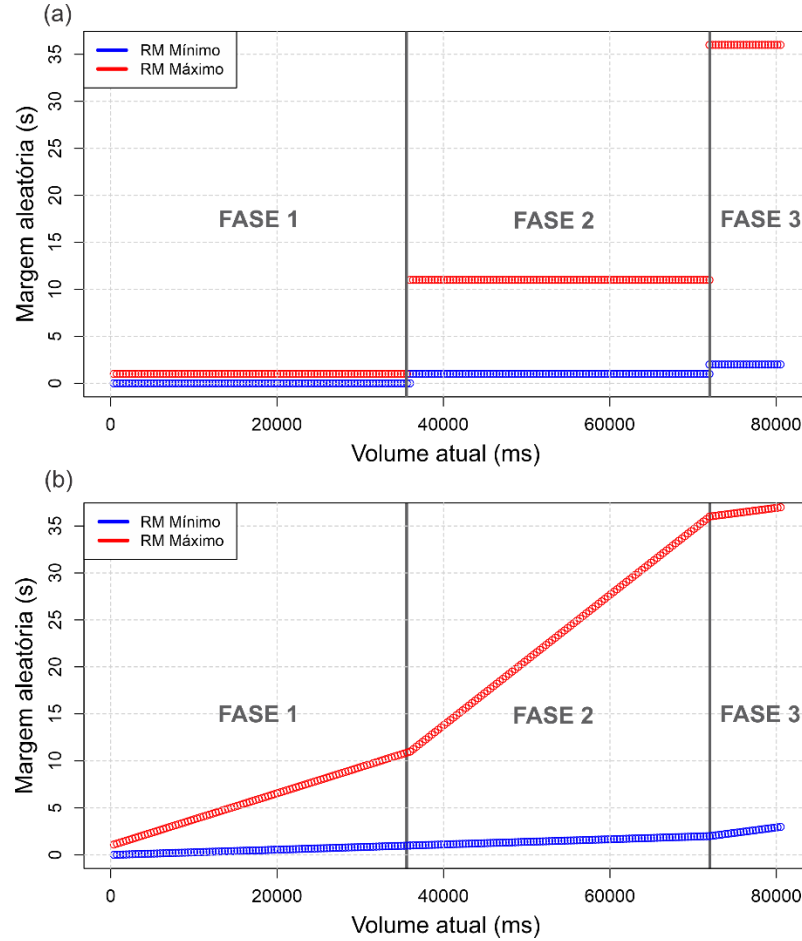 (a)
RM Mínimo
RM Máximo
35
30
25
20
15
10
5
0
Margem aleatória (s)
FASE 1
FASE 2
FASE 3
0 20000 40000 60000 80000
Volume atual (ms)
(b)
RM Mínimo
RM Máximo
35
30
25
20
15
10
5
0
Margem aleatória (s)
FASE 1
FASE 2
FASE 3
0 20000 40000 60000 80000
Volume atual (ms)